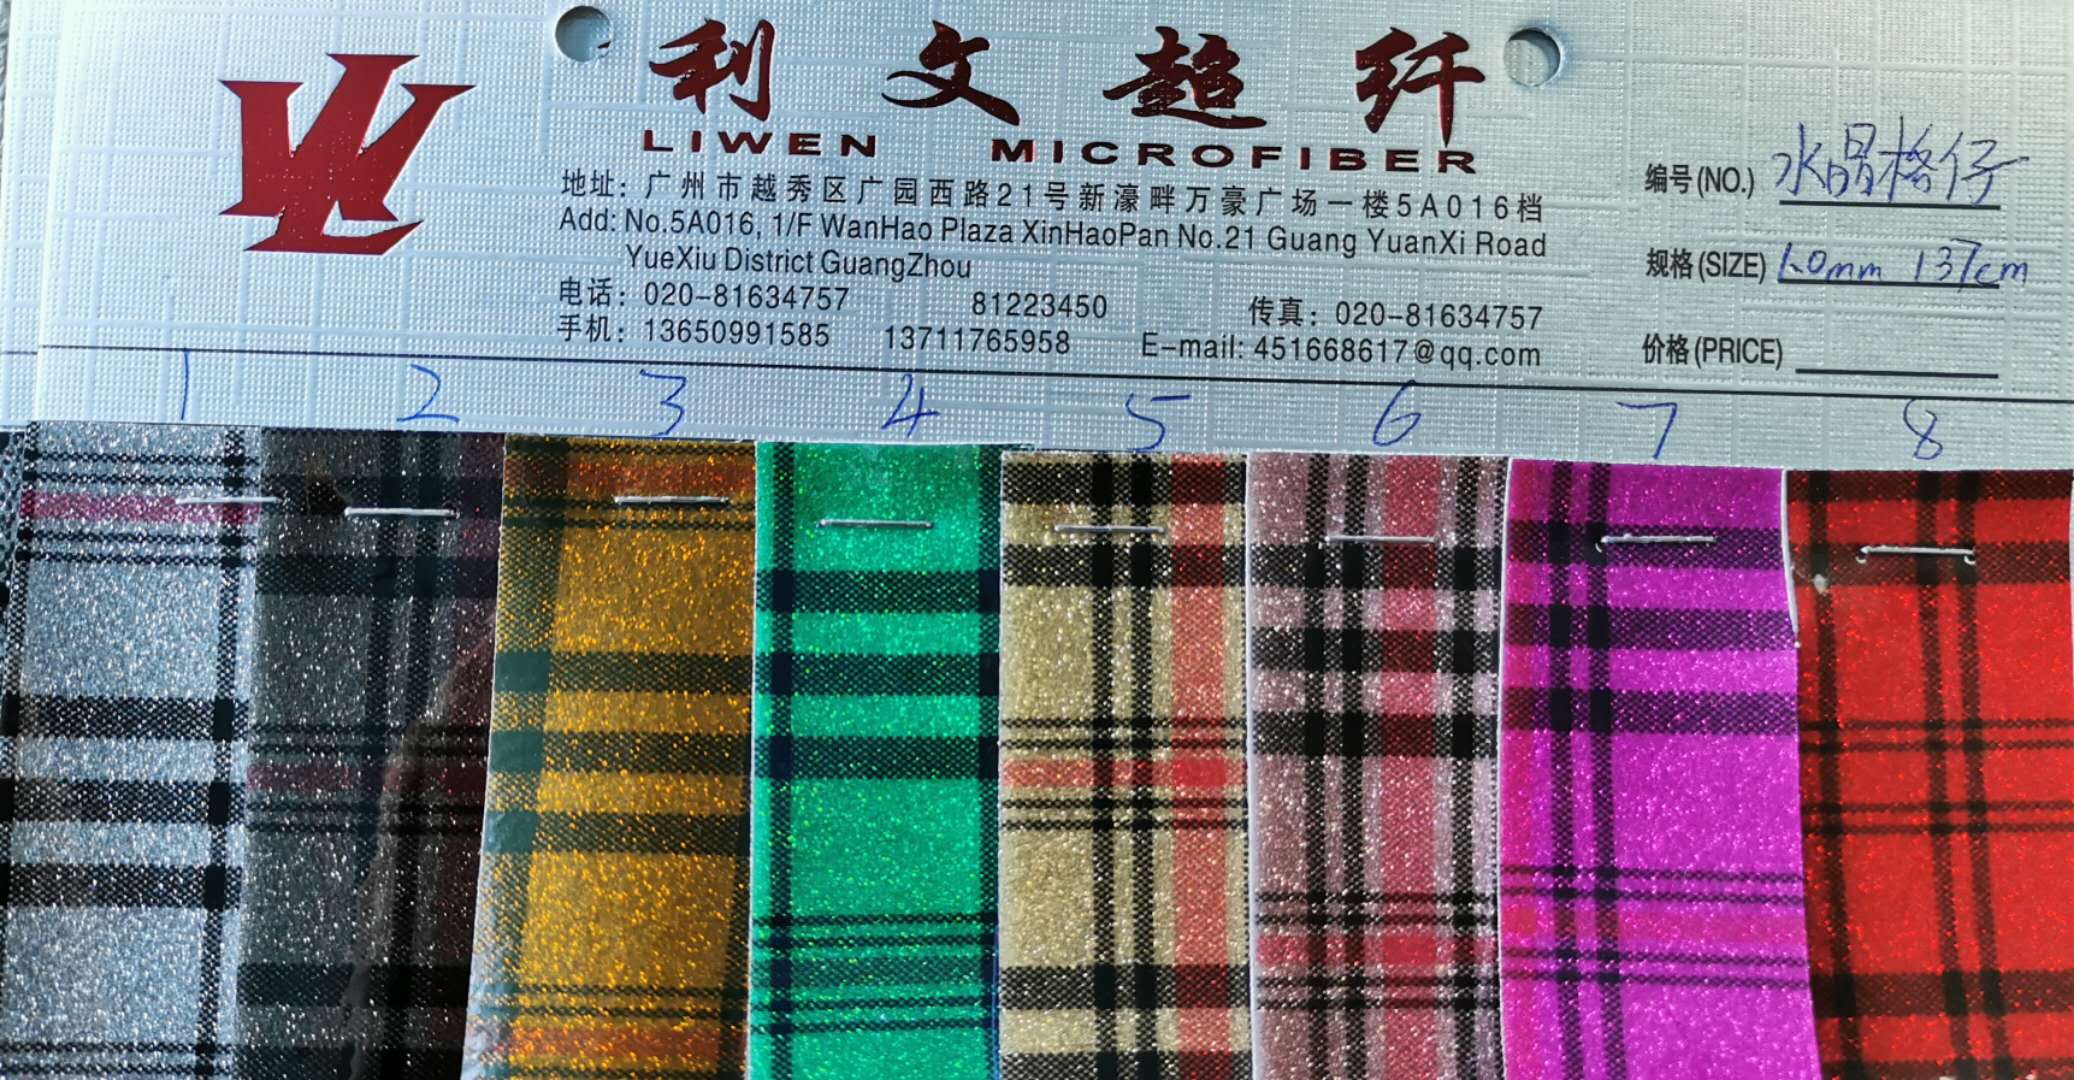 WL
利文超纤
LIWEN MICROFIBER
地址：广州市越秀区广园西路21号新濠畔万豪广场一楼5A016档
Add: No.5A016, 1/F WanHao Plaza XinHaoPan No.21 Guang YuanXi Road
YueXiu District GuangZhou
电话：020-81634757 81223450 传真：020-81634757
手机：13650991585 13711765958 E-mail: 451668617@qq.com
编号(NO.) 水晶格仔
规格(SIZE) 1.0mm 137cm
价格(PRICE)
1 2 3 4 5 6 7 8